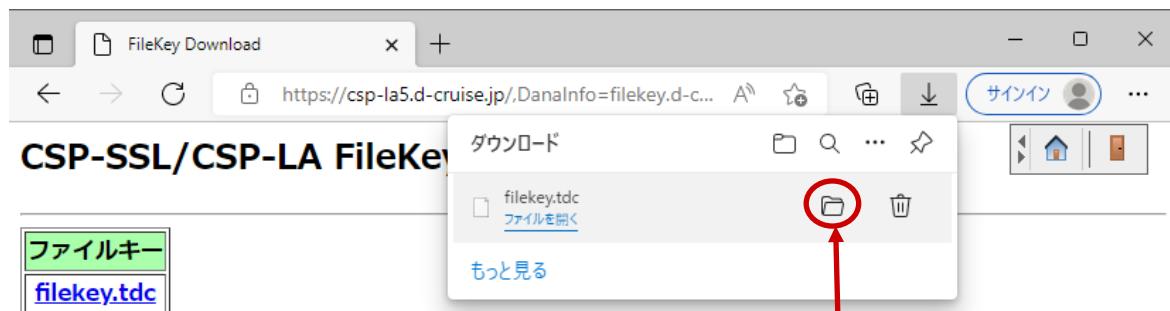 FileKey Download
https://csp-la5.d-cruise.jp/,DanaInfo=filekey.d-c...
サインイン
CSP-SSL/CSP-LA FileKey
ダウンロード
filekey.tdc
ファイルを開く
もっと見る
ファイルキー
filekey.tdc